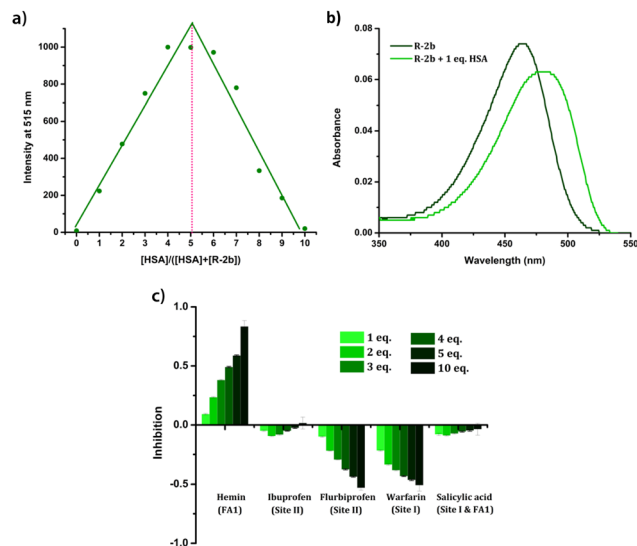 a)
Intensity at 515 nm
1000
800
600
400
200
0
0 1 2 3 4 5 6 7 8 9 10
[HSA]/([HSA]+[R-2b])
b)
R-2b
R-2b + 1 eq. HSA
Absorbance
0.08
0.06
0.04
0.02
0.00
350 400 450 500 550
Wavelength (nm)
c)
Inhibition
1.0
0.5
0.0
-0.5
-1.0
1 eq.
2 eq.
3 eq.
4 eq.
5 eq.
10 eq.
Hemin
(FA1)
Ibuprofen
(Site II)
Flurbiprofen
(Site II)
Warfarin
(Site I)
Salicylic acid
(Site I & FA1)